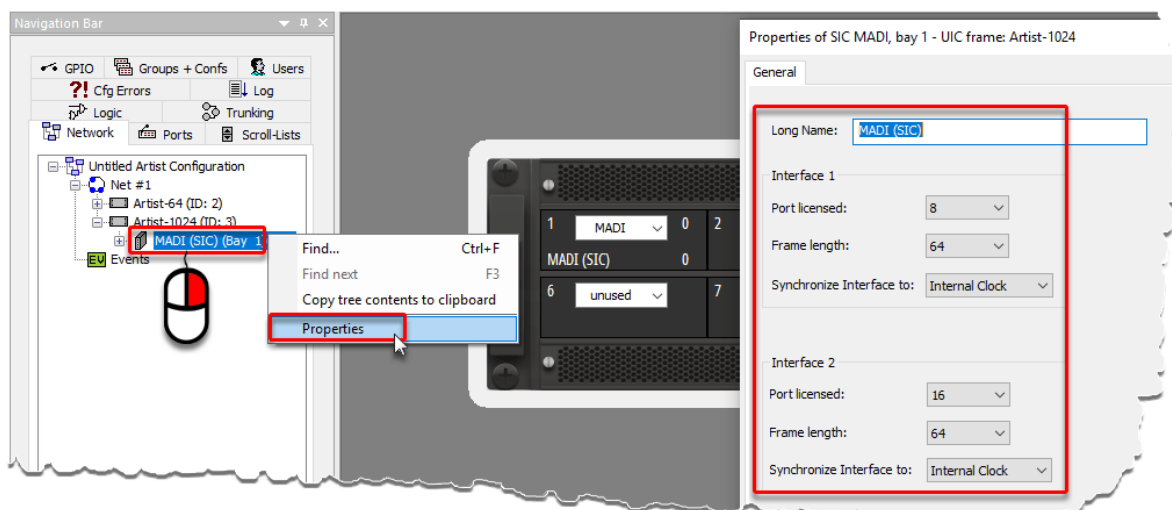 Navigation Bar
GPIO Groups + Confs Users
?! Cfg Errors Log
Logic Trunking
Network Ports Scroll-Lists
Untitled Artist Configuration
Net #1
Artist-64 (ID: 2)
Artist-1024 (ID: 3)
MADI (SIC) (Bay 1)
EV Events
Find... Ctrl+F
Find next F3
Copy tree contents to clipboard
Properties
1 MADI 0 2
MADI (SIC) 0
6 unused 7
Properties of SIC MADI, bay 1 - UIC frame: Artist-1024
General
Long Name: MADI (SIC)
Interface 1
Port licensed: 8
Frame length: 64
Synchronize Interface to: Internal Clock
Interface 2
Port licensed: 16
Frame length: 64
Synchronize Interface to: Internal Clock